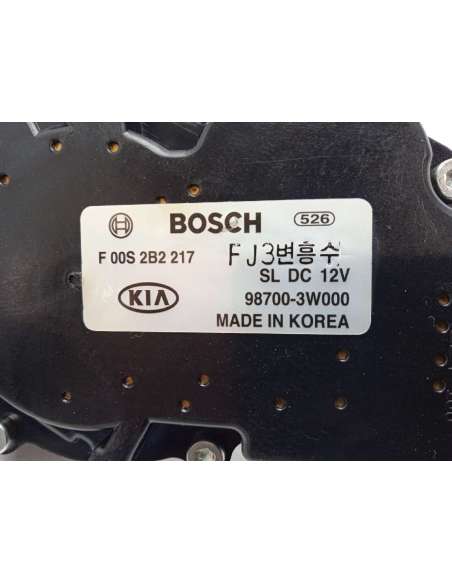 BOSCH 526
F 00S 2B2 217 FJ3변흥수
SL DC 12V
KIA 98700-3W000
MADE IN KOREA